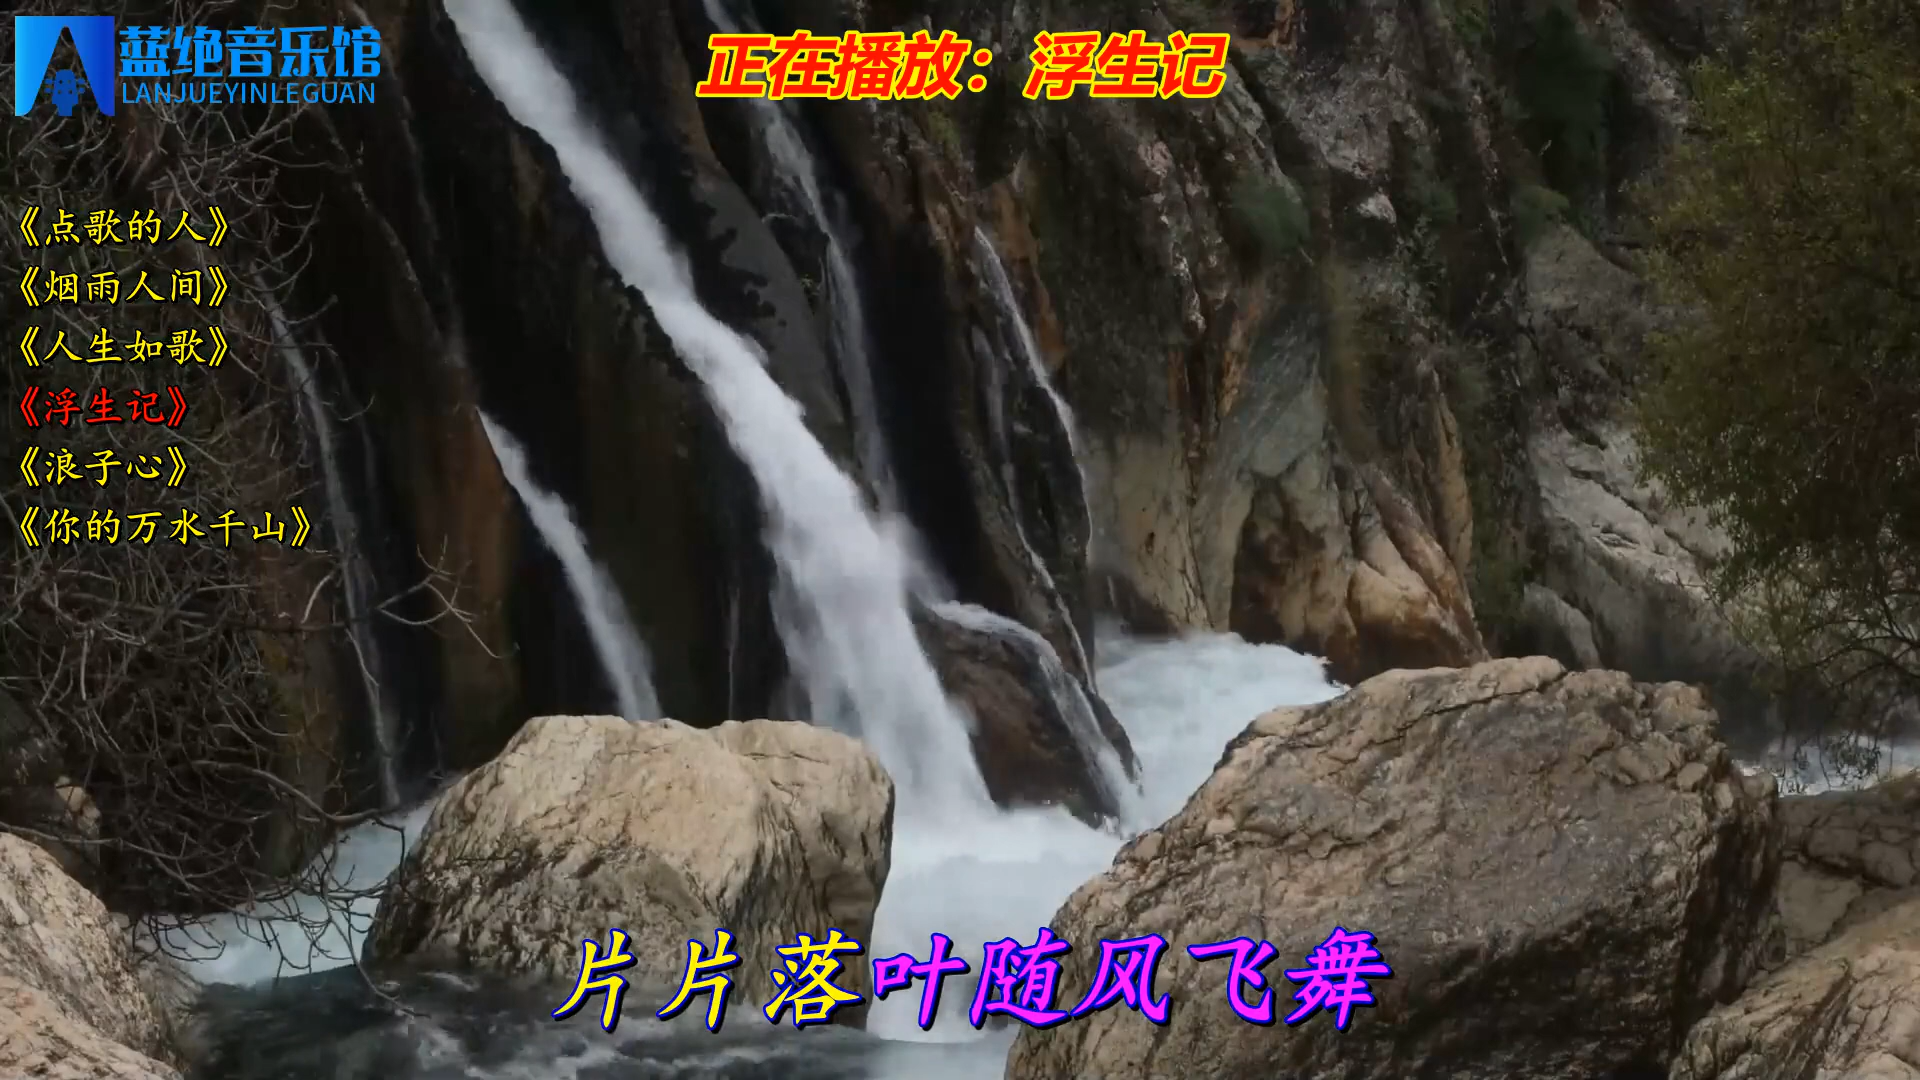 蓝绝音乐馆
LANJUEYINLEGUAN
正在播放：浮生记
《点歌的人》
《烟雨人间》
《人生如歌》
《浮生记》
《浪子心》
《你的万水千山》
片片落叶随风飞舞